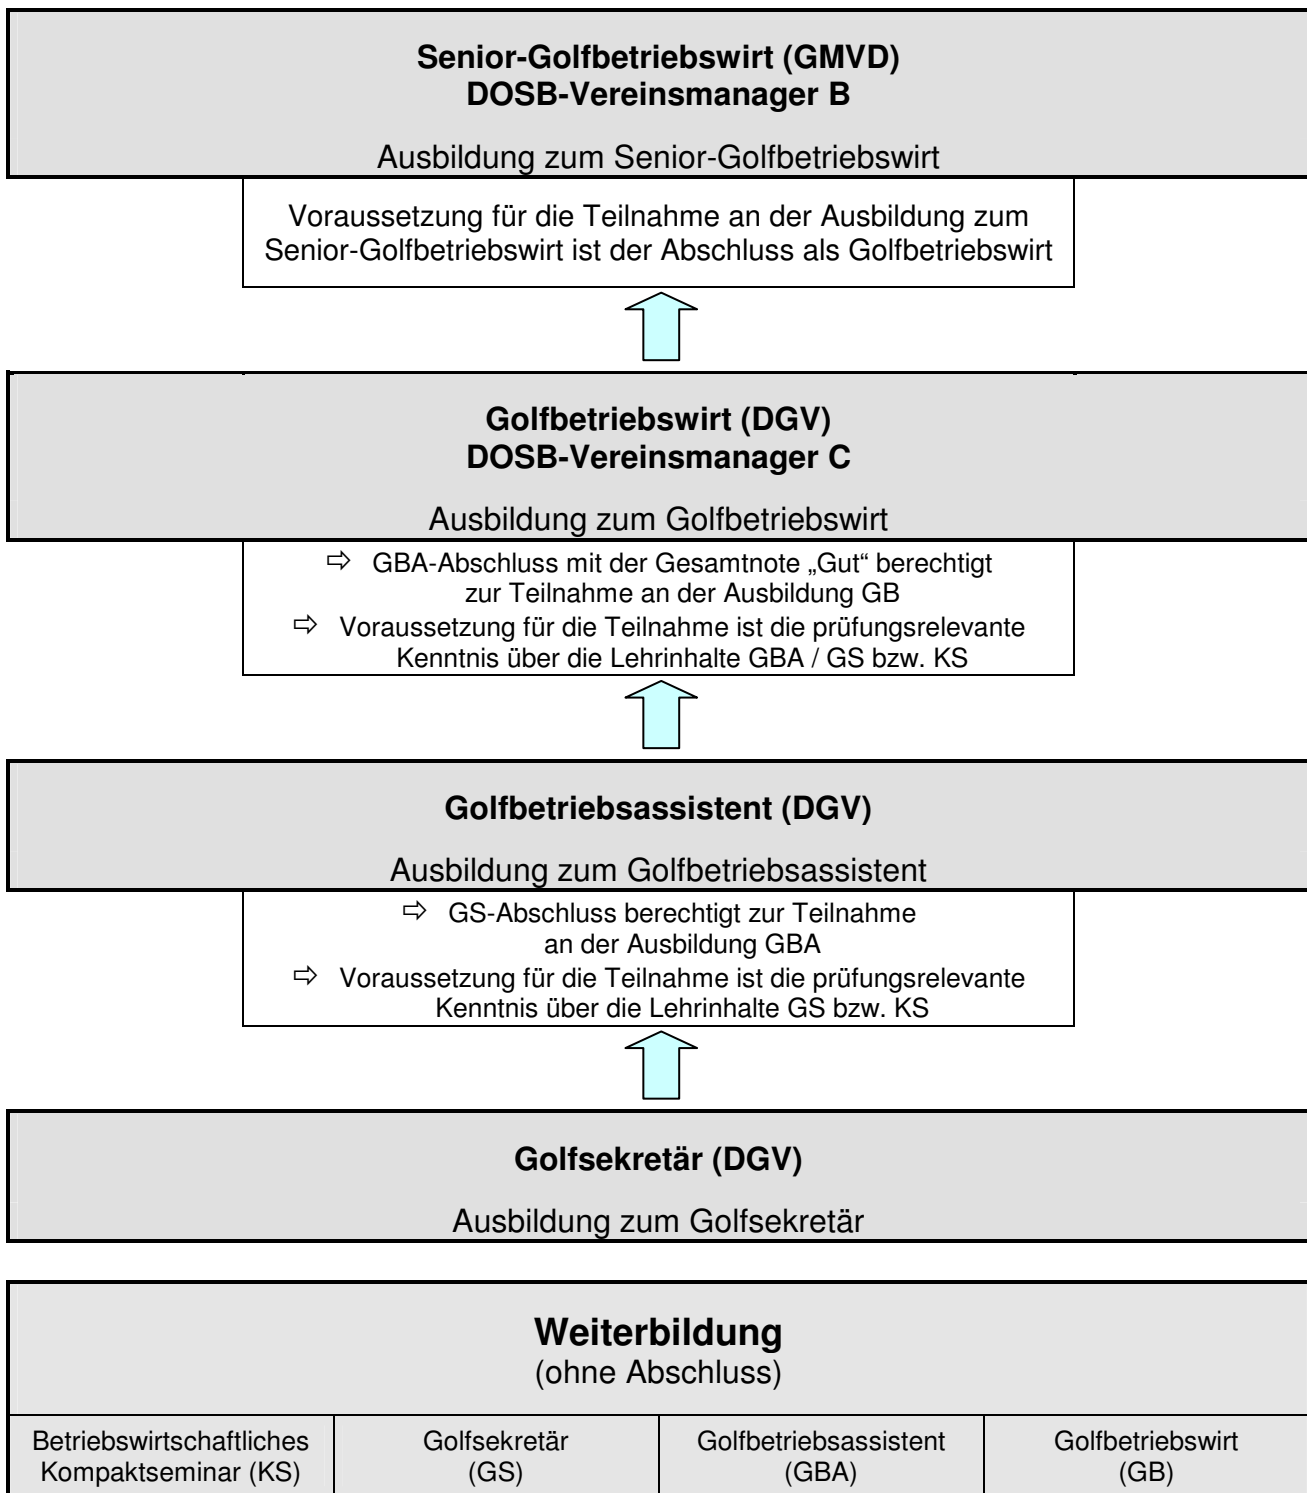 Senior-Golfbetriebswirt (GMVD)
DOSB-Vereinsmanager B
Ausbildung zum Senior-Golfbetriebswirt
Voraussetzung für die Teilnahme an der Ausbildung zum
Senior-Golfbetriebswirt ist der Abschluss als Golfbetriebswirt
Golfbetriebswirt (DGV)
DOSB-Vereinsmanager C
Ausbildung zum Golfbetriebswirt
⇨ GBA-Abschluss mit der Gesamtnote „Gut“ berechtigt
zur Teilnahme an der Ausbildung GB
⇨ Voraussetzung für die Teilnahme ist die prüfungsrelevante
Kenntnis über die Lehrinhalte GBA / GS bzw. KS
Golfbetriebsassistent (DGV)
Ausbildung zum Golfbetriebsassistent
⇨ GS-Abschluss berechtigt zur Teilnahme
an der Ausbildung GBA
⇨ Voraussetzung für die Teilnahme ist die prüfungsrelevante
Kenntnis über die Lehrinhalte GS bzw. KS
Golfsekretär (DGV)
Ausbildung zum Golfsekretär
Weiterbildung
(ohne Abschluss)
Betriebswirtschaftliches
Kompaktseminar (KS)
Golfsekretär
(GS)
Golfbetriebsassistent
(GBA)
Golfbetriebswirt
(GB)